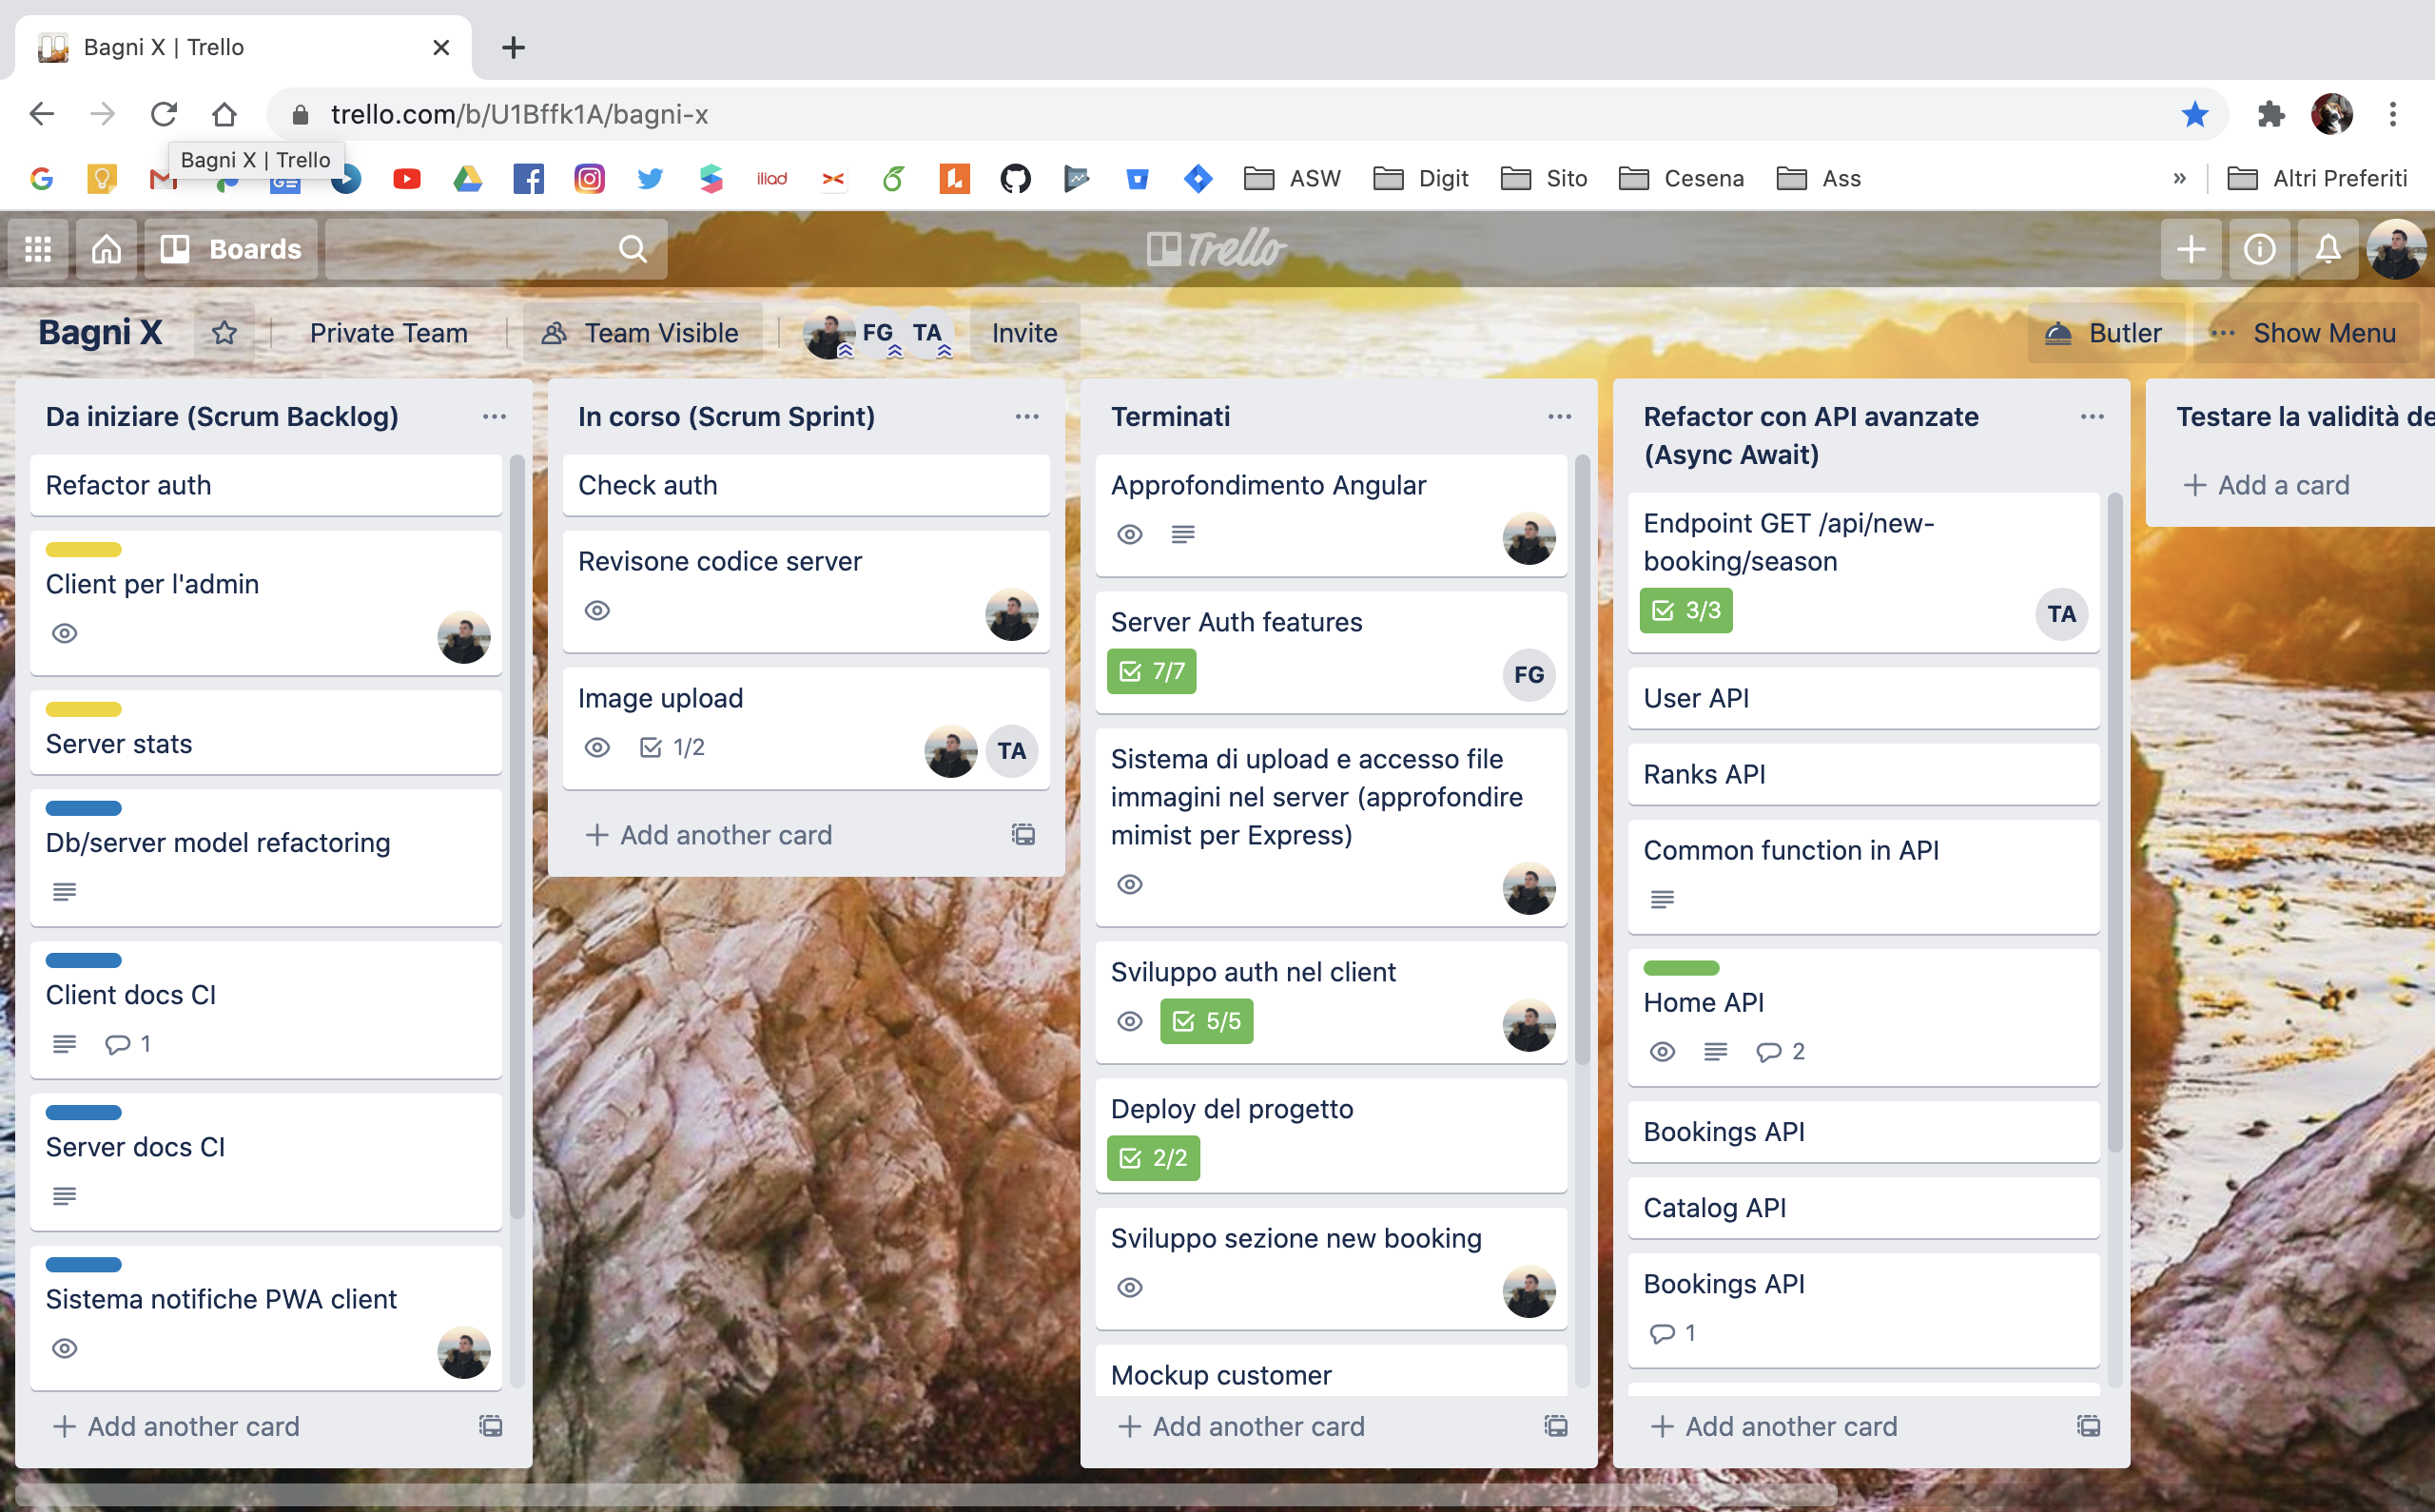 Bagni X | Trello
trello.com/b/U1Bffk1A/bagni-x
Bagni X | Trello
iliad
ASW
Digit
Sito
Cesena
Ass
»
Altri Preferiti
Boards
Trello
Bagni X
Private Team
Team Visible
FG
TA
Invite
Butler
Show Menu
Da iniziare (Scrum Backlog)
Refactor auth
Client per l'admin
Server stats
Db/server model refactoring
Client docs CI
1
Server docs CI
Sistema notifiche PWA client
Add another card
In corso (Scrum Sprint)
Check auth
Revisone codice server
Image upload
1/2
TA
Add another card
Terminati
Approfondimento Angular
Server Auth features
7/7
FG
Sistema di upload e accesso file
immagini nel server (approfondire
mimist per Express)
Sviluppo auth nel client
5/5
Deploy del progetto
2/2
Sviluppo sezione new booking
Mockup customer
Add another card
Refactor con API avanzate
(Async Await)
Endpoint GET /api/new-
booking/season
3/3
TA
User API
Ranks API
Common function in API
Home API
2
Bookings API
Catalog API
Bookings API
1
Add another card
Testare la validità de
Add a card